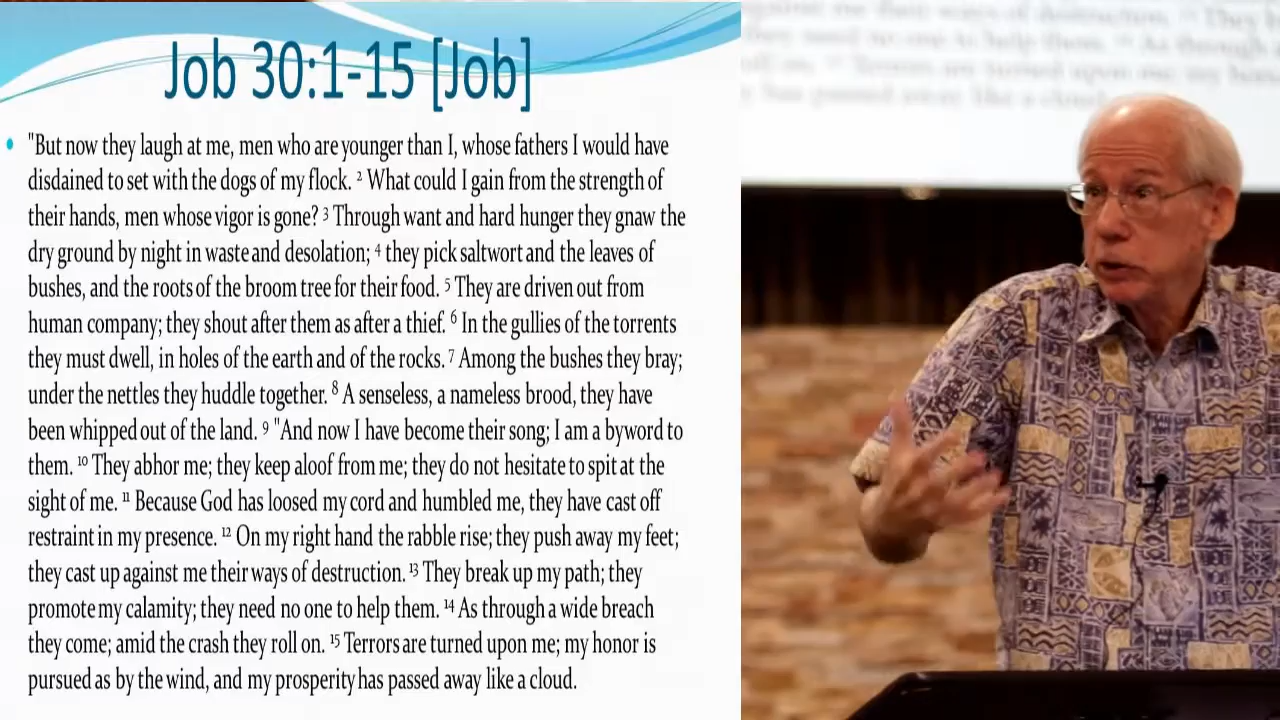 Job 30:1-15 [Job]
• "But now they laugh at me, men who are younger than I, whose fathers I would have
disdained to set with the dogs of my flock. ² What could I gain from the strength of
their hands, men whose vigor is gone? ³ Through want and hard hunger they gnaw the
dry ground by night in waste and desolation; ⁴ they pick saltwort and the leaves of
bushes, and the roots of the broom tree for their food. ⁵ They are driven out from
human company; they shout after them as after a thief. ⁶ In the gullies of the torrents
they must dwell, in holes of the earth and of the rocks. ⁷ Among the bushes they bray;
under the nettles they huddle together. ⁸ A senseless, a nameless brood, they have
been whipped out of the land. ⁹ "And now I have become their song; I am a byword to
them. ¹⁰ They abhor me; they keep aloof from me; they do not hesitate to spit at the
sight of me. ¹¹ Because God has loosed my cord and humbled me, they have cast off
restraint in my presence. ¹² On my right hand the rabble rise; they push away my feet;
they cast up against me their ways of destruction. ¹³ They break up my path; they
promote my calamity; they need no one to help them. ¹⁴ As through a wide breach
they come; amid the crash they roll on. ¹⁵ Terrors are turned upon me; my honor is
pursued as by the wind, and my prosperity has passed away like a cloud.